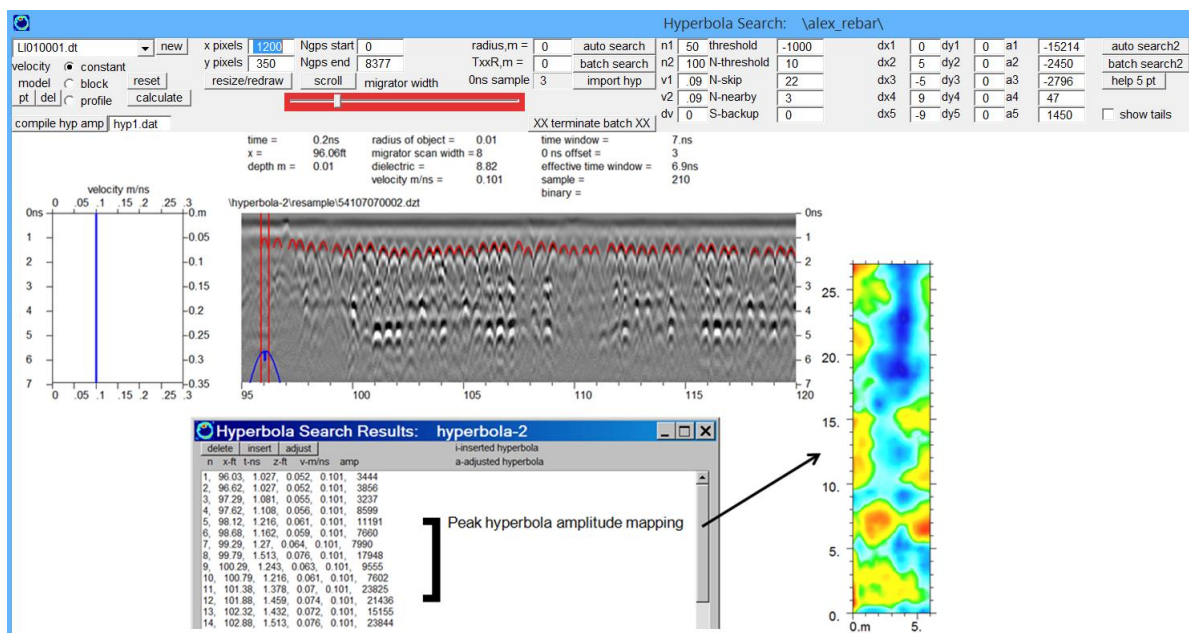 Hyperbola Search: \alex_rebar\
LI010001.dt new x pixels 1200 Ngps start 0 radius,m = 0 auto search n1 50 threshold -1000 dx1 0 dy1 0 a1 -15214 auto search2
velocity constant y pixels 350 Ngps end 8377 TxxR,m = 0 batch search n2 100 N-threshold 10 dx2 5 dy2 0 a2 -2450 batch search2
model block reset resize/redraw scroll migrator width 0ns sample 3 import hyp v1 .09 N-skip 22 dx3 -5 dy3 0 a3 -2796 help 5 pt
pt del profile calculate v2 .09 N-nearby 3 dx4 9 dy4 0 a4 47
compile hyp amp hyp1.dat XX terminate batch XX dv 0 S-backup 0 dx5 -9 dy5 0 a5 1450 show tails
time = 0.2ns radius of object = 0.01 time window = 7.ns
x = 96.06ft migrator scan width = 8 0 ns offset = 3
depth m = 0.01 dielectric = 8.82 effective time window = 6.9ns
velocity m/ns = 0.101 sample = 210
binary =
velocity m/ns
0 .05 .1 .15 .2 .25 .3 \hyperbola-2\resample\54107070002.dzt
0ns 0.m 0ns
1 0.05 1
2 0.1 2
3 0.15 3
4 0.2 4
5 0.25 5
6 0.3 6
7 0.35 7
0 .05 .1 .15 .2 .25 .3 95 100 105 110 115 120
Hyperbola Search Results: hyperbola-2
delete insert adjust i-inserted hyperbola
n x-ft t-ns z-ft v-m/ns amp a-adjusted hyperbola
1, 96.03, 1.027, 0.052, 0.101, 3444
2, 96.62, 1.027, 0.052, 0.101, 3856
3, 97.29, 1.081, 0.055, 0.101, 3237
4, 97.62, 1.108, 0.056, 0.101, 8599
5, 98.12, 1.216, 0.061, 0.101, 11191
6, 98.68, 1.162, 0.059, 0.101, 7660
7, 99.29, 1.27, 0.064, 0.101, 7990
8, 99.79, 1.513, 0.076, 0.101, 17948
9, 100.29, 1.243, 0.063, 0.101, 9555
10, 100.79, 1.216, 0.061, 0.101, 7602
11, 101.38, 1.378, 0.07, 0.101, 23825
12, 101.88, 1.459, 0.074, 0.101, 21436
13, 102.32, 1.432, 0.072, 0.101, 15155
14, 102.88, 1.513, 0.076, 0.101, 23844
Peak hyperbola amplitude mapping
25.
20.
15.
10.
5.
0.
0.m 5.